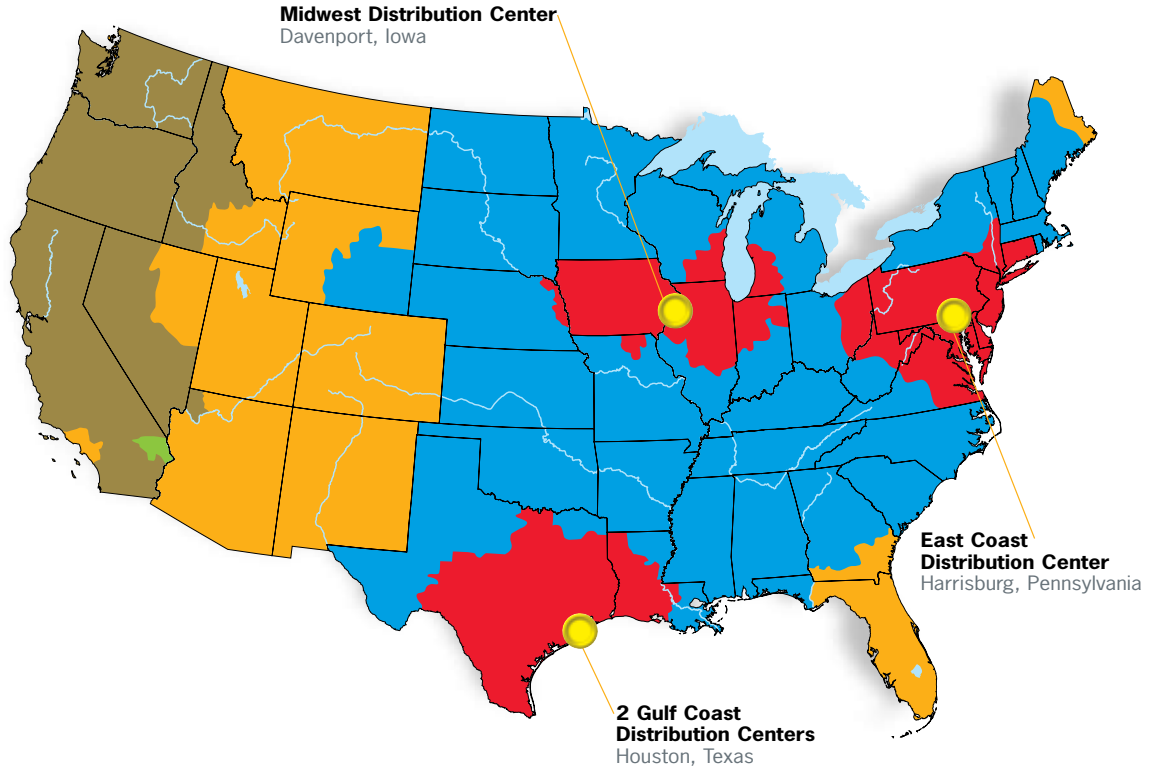 Midwest Distribution Center
Davenport, Iowa
East Coast
Distribution Center
Harrisburg, Pennsylvania
2 Gulf Coast
Distribution Centers
Houston, Texas